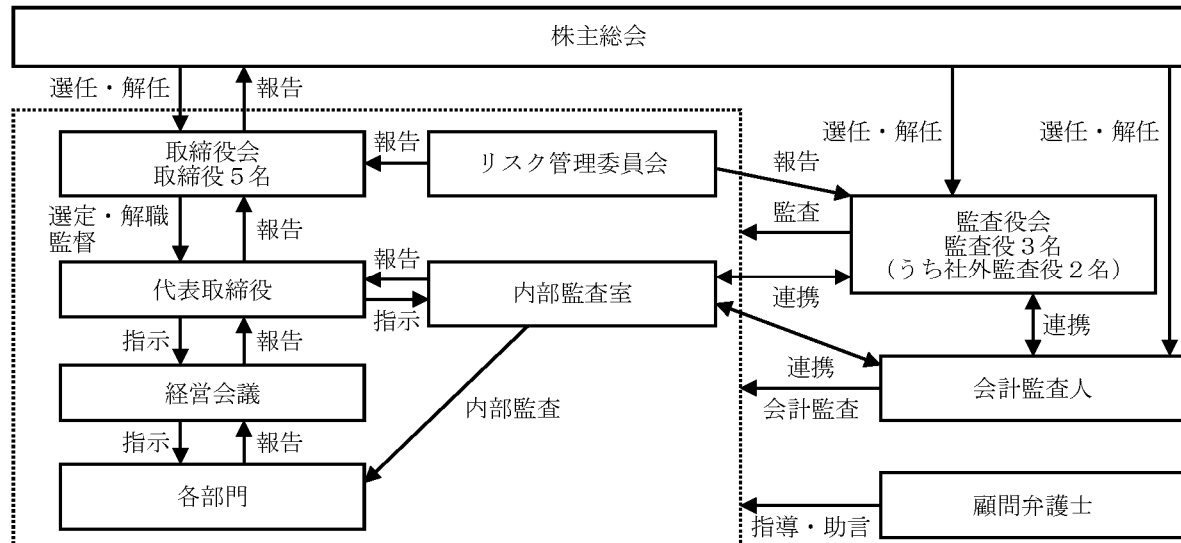 株主総会
選任・解任
報告
選任・解任
選任・解任
取締役会
取締役５名
報告
リスク管理委員会
報告
選定・解職
監督
報告
監査
監査役会
監査役３名
（うち社外監査役２名）
代表取締役
報告
指示
内部監査室
連携
連携
指示
報告
経営会議
内部監査
連携
会計監査
会計監査人
指示
報告
各部門
指導・助言
顧問弁護士